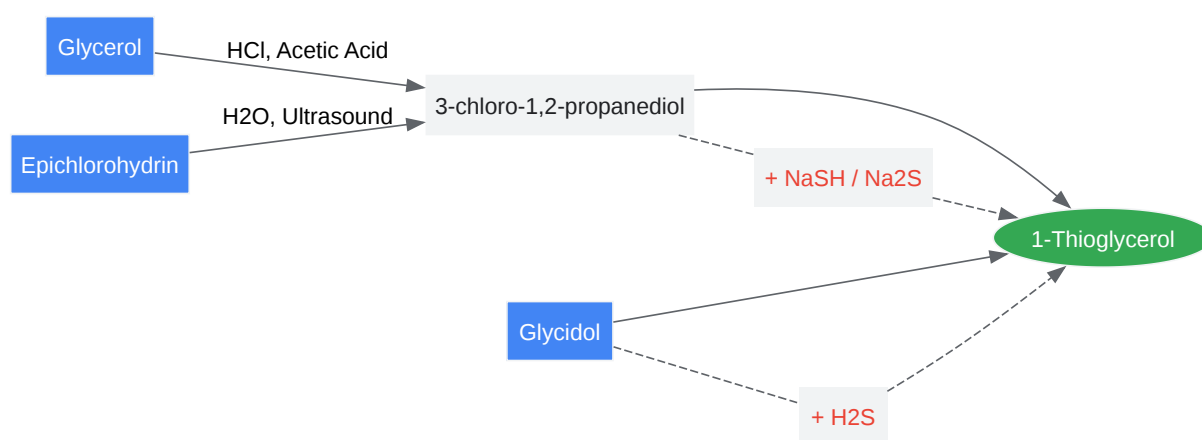 Glycerol
HCl, Acetic Acid
H2O, Ultrasound
3-chloro-1,2-propanediol
Epichlorohydrin
+ NaSH / Na2S
1-Thioglycerol
Glycidol
+ H2S